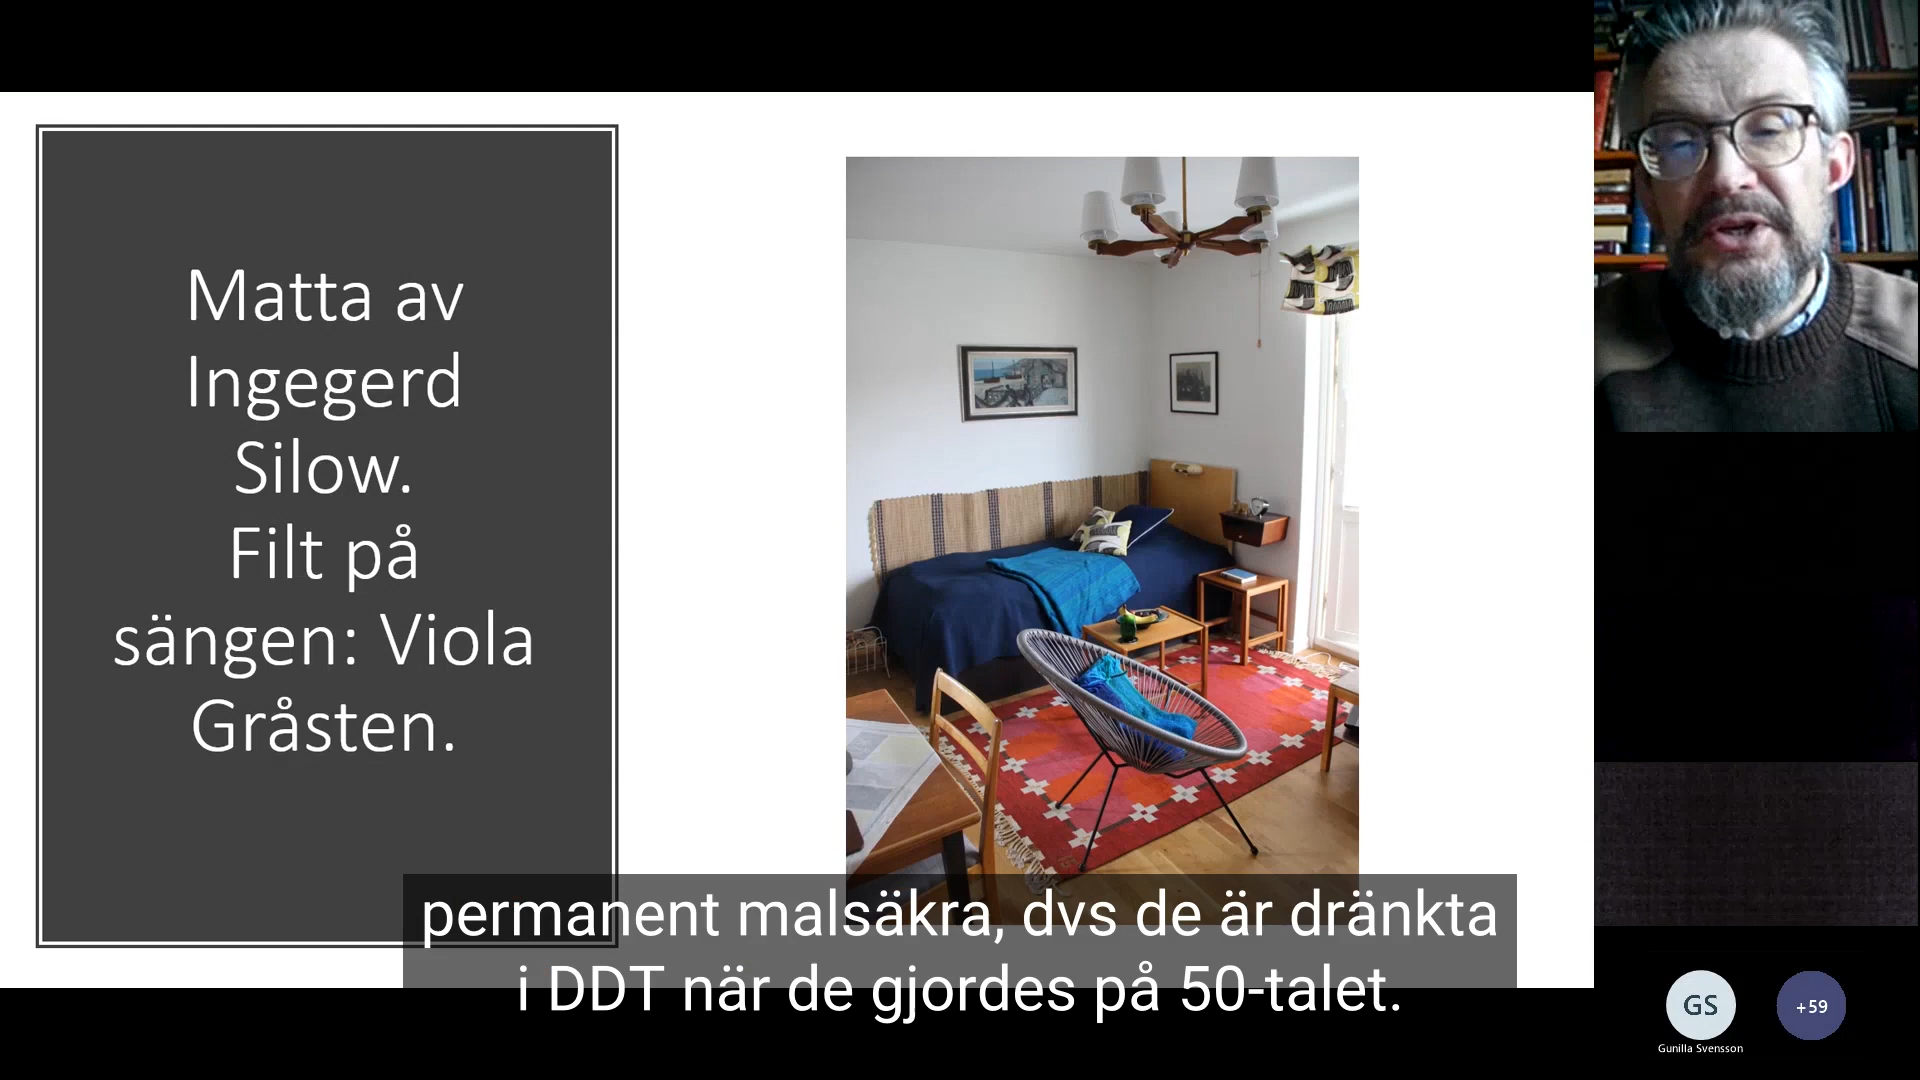 Matta av
Ingegerd
Silow.
Filt på
sängen: Viola
Gråsten.
permanent malsäkra, dvs de är dränkta
i DDT när de gjordes på 50-talet.
GS
+59
Gunilla Svensson